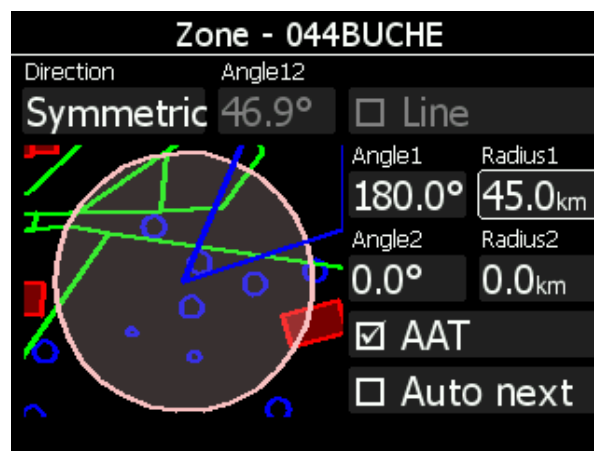 Zone - 044BUCHE
Direction Angle12
Symmetric 46.9° Line
Angle1 Radius1
180.0° 45.0km
Angle2 Radius2
0.0° 0.0km
AAT
Auto next